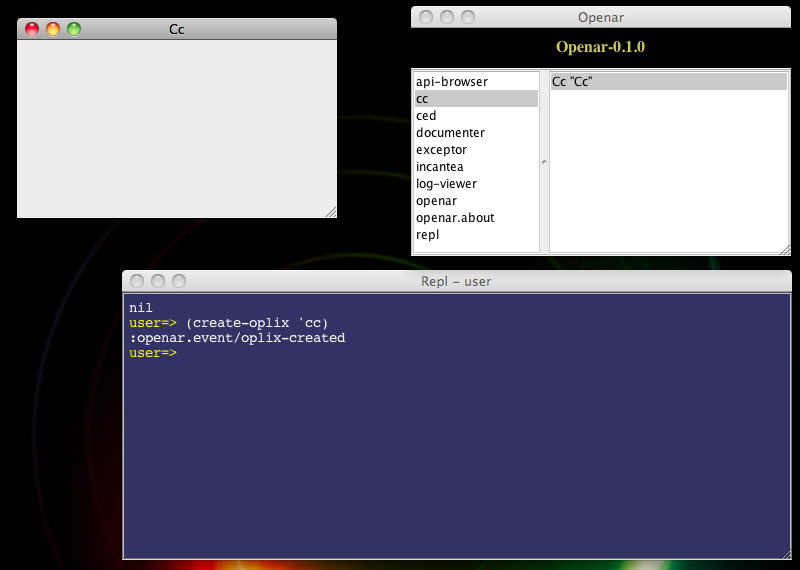 Cc
Openar
Openar-0.1.0
api-browser
cc
ced
documenter
exceptor
incantea
log-viewer
openar
openar.about
repl
Cc "Cc"
Repl - user
nil
user=> (create-oplix 'cc)
:openar.event/oplix-created
user=>